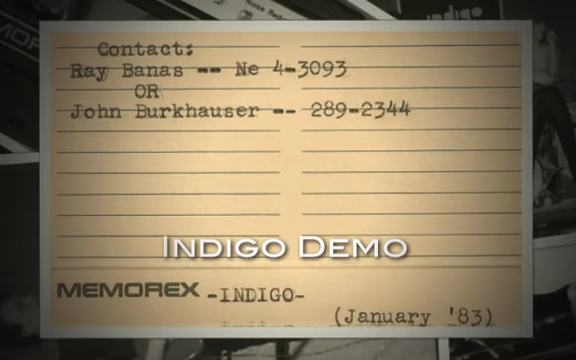 Contact:
Ray Banas -- Ne 4-3093
OR
John Burkhauser -- 289-2344
INDIGO DEMO
MEMOREX -INDIGO-
(January '83)